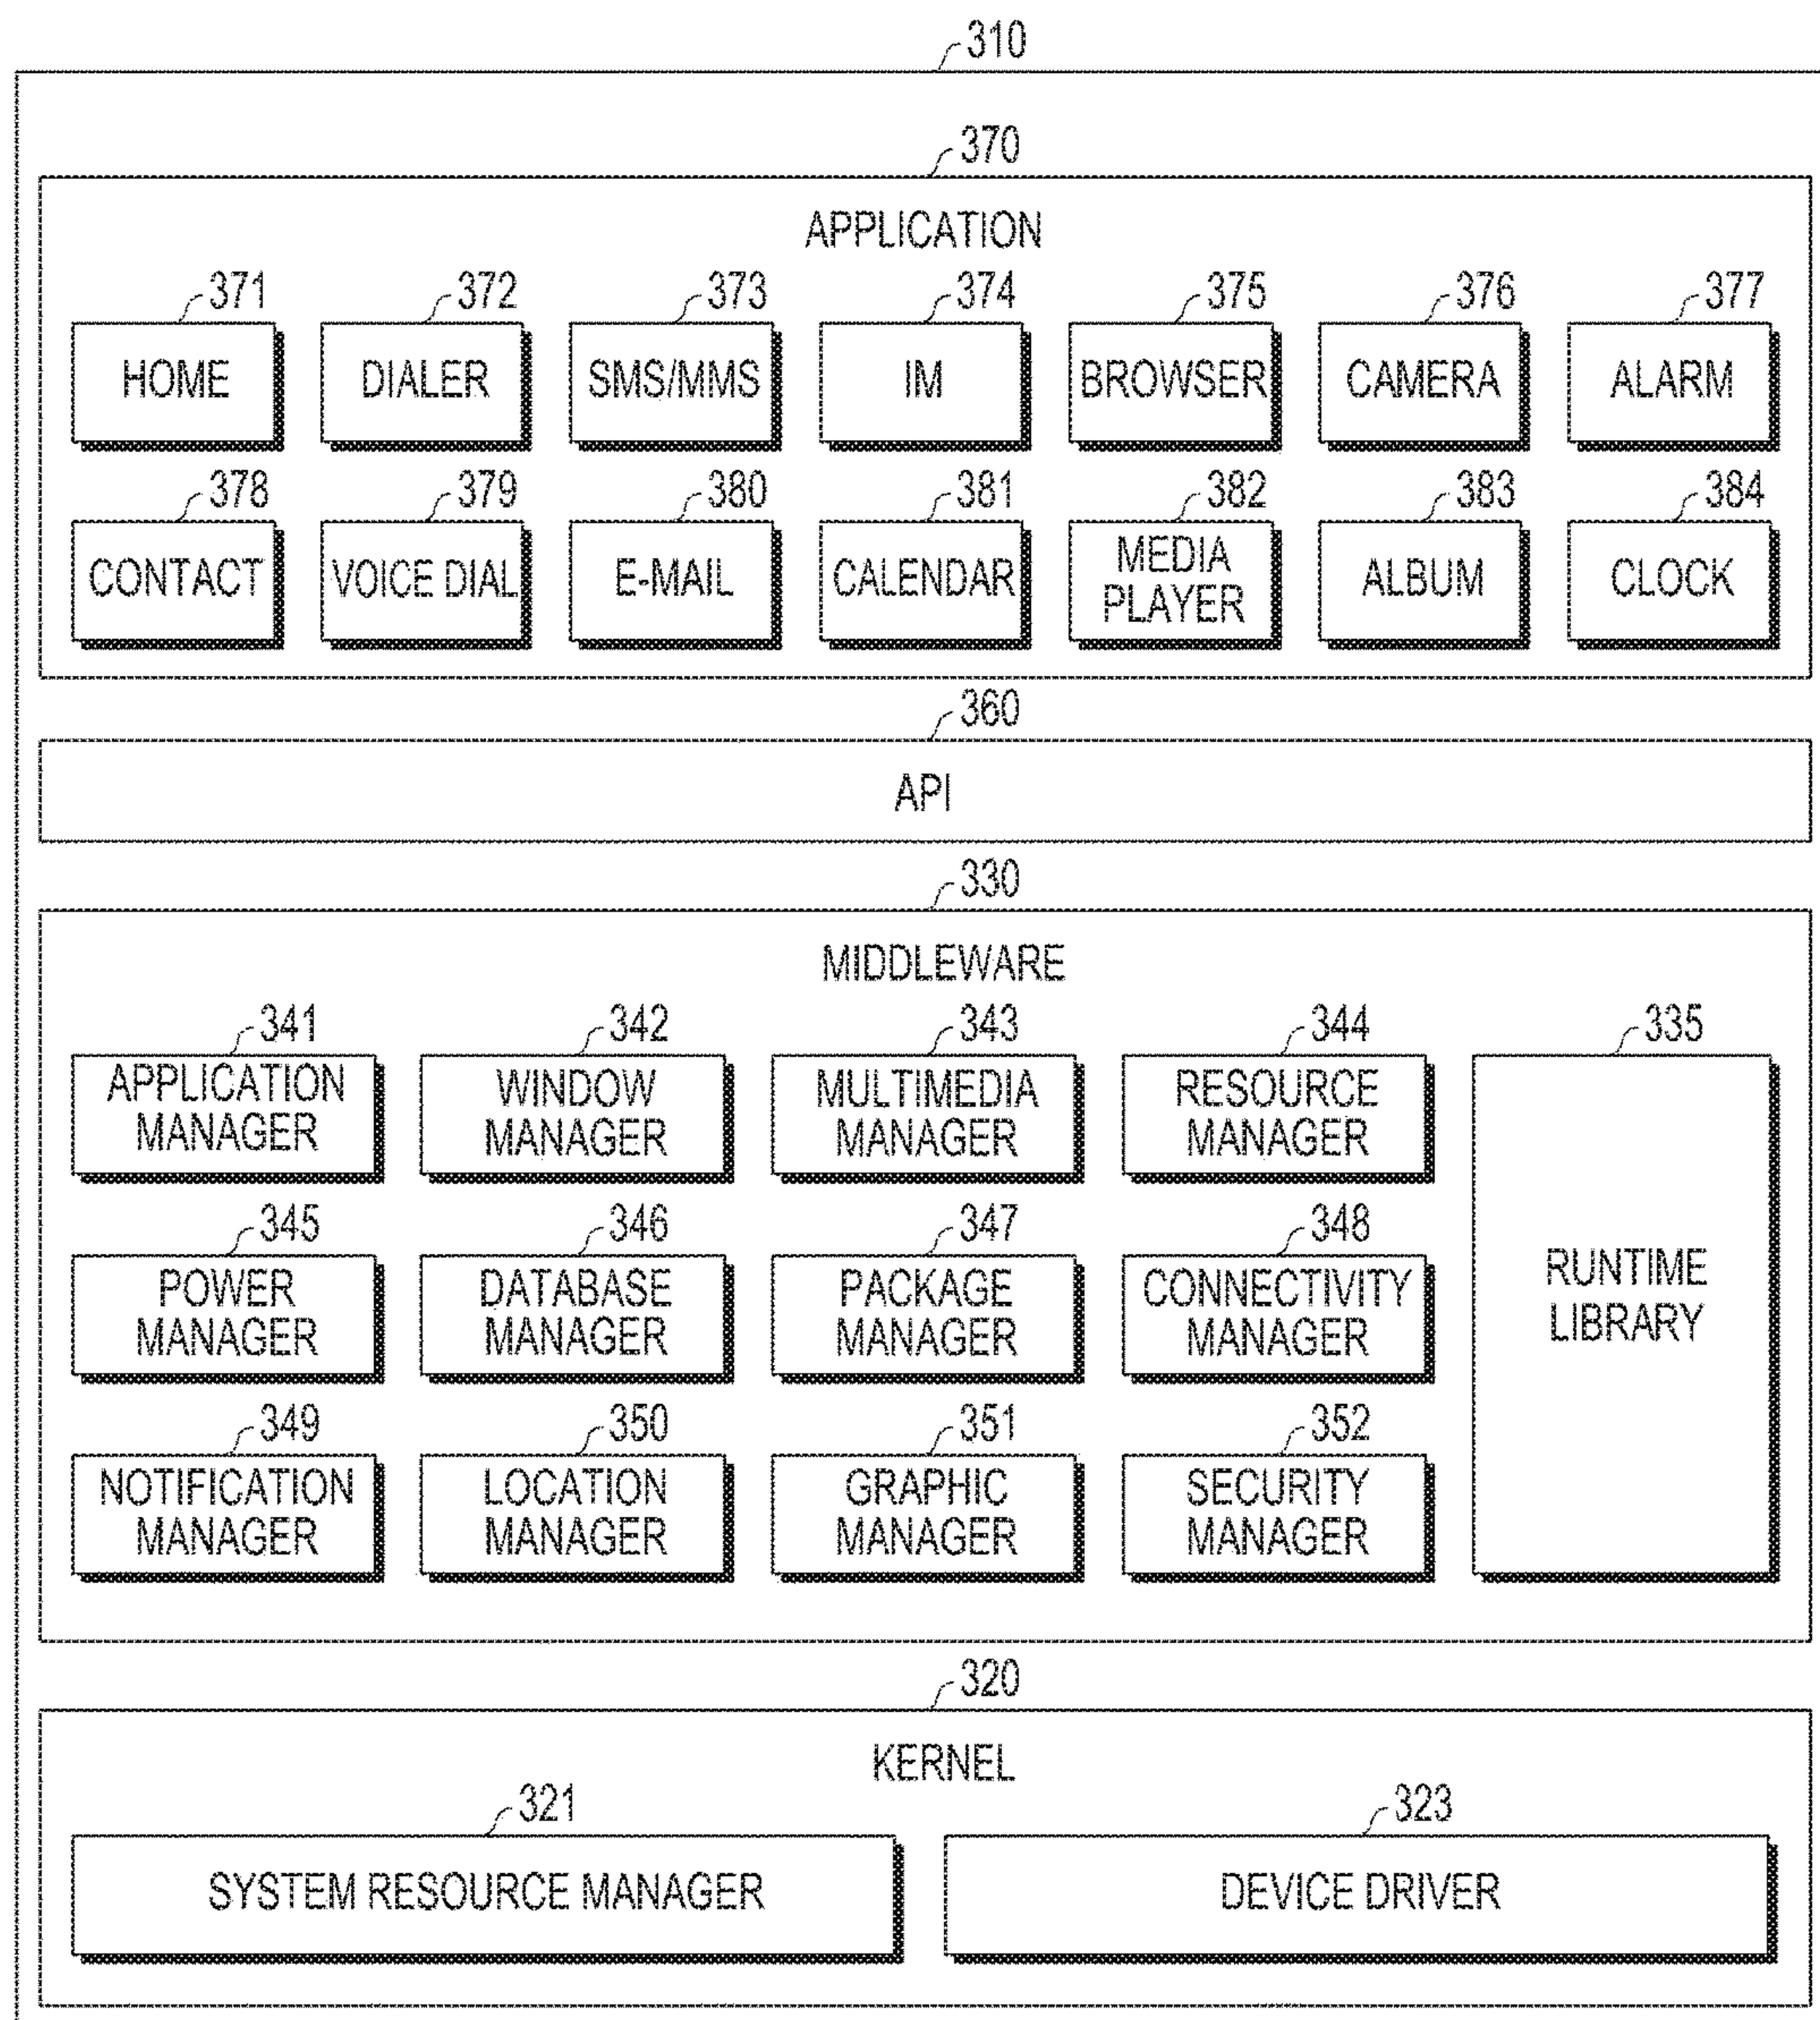 310
370
APPLICATION
371 372 373 374 375 376 377
HOME DIALER SMS/MMS IM BROWSER CAMERA ALARM
378 379 380 381 382 383 384
CONTACT VOICE DIAL E-MAIL CALENDAR MEDIA PLAYER ALBUM CLOCK
360
API
330
MIDDLEWARE
341 342 343 344 335
APPLICATION MANAGER WINDOW MANAGER MULTIMEDIA MANAGER RESOURCE MANAGER
345 346 347 348
POWER MANAGER DATABASE MANAGER PACKAGE MANAGER CONNECTIVITY MANAGER RUNTIME LIBRARY
349 350 351 352
NOTIFICATION MANAGER LOCATION MANAGER GRAPHIC MANAGER SECURITY MANAGER
320
KERNEL
321 323
SYSTEM RESOURCE MANAGER DEVICE DRIVER